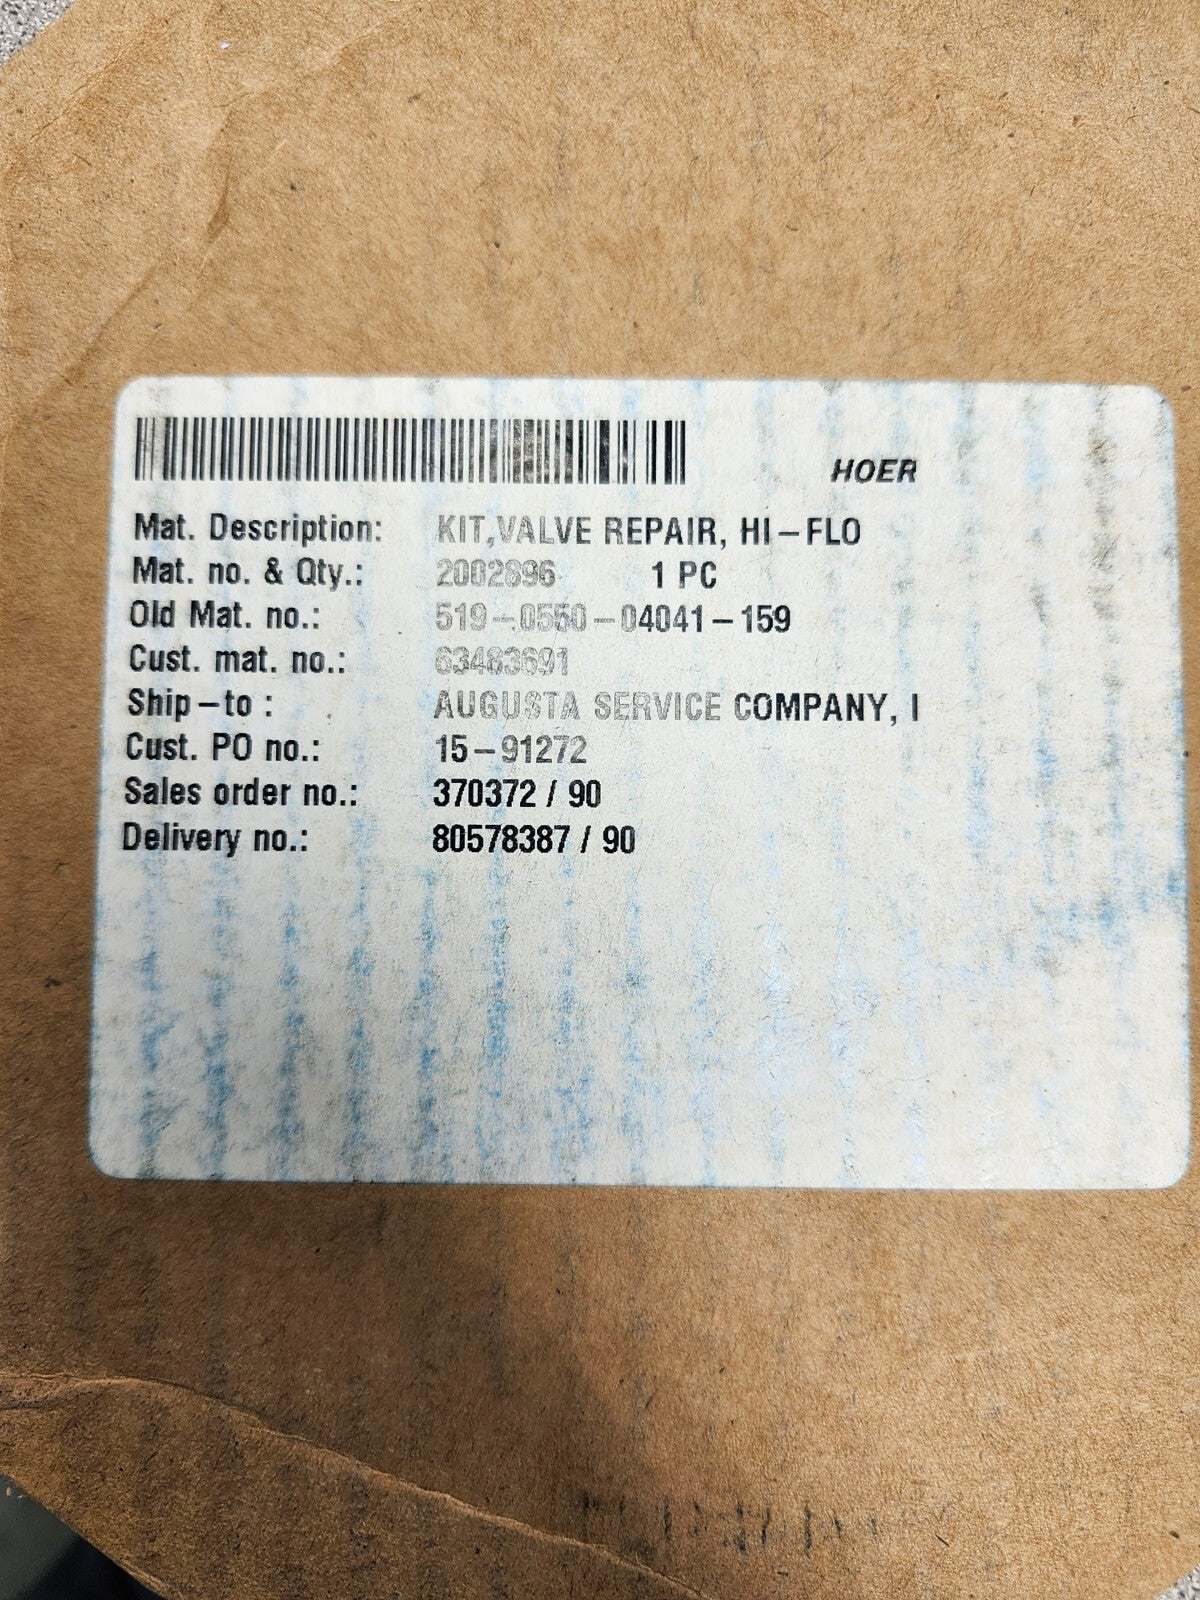 HOER
Mat. Description: KIT,VALVE REPAIR, HI-FLO
Mat. no. & Qty.: 2002896 1 PC
Old Mat. no.: 519-0550-04041-159
Cust. mat. no.: 63483691
Ship-to : AUGUSTA SERVICE COMPANY, I
Cust. PO no.: 15-91272
Sales order no.: 370372 / 90
Delivery no.: 80578387 / 90